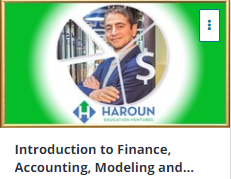 $
HAROUN
EDUCATION VENTURES
Introduction to Finance,
Accounting, Modeling and...